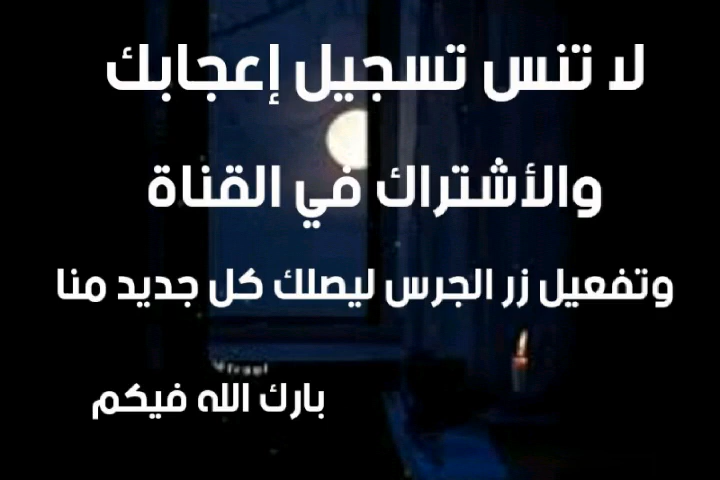 لا تنس تسجيل إعجابك
والأشتراك في القناة
وتفعيل زر الجرس ليصلك كل جديد منا
بارك الله فيكم